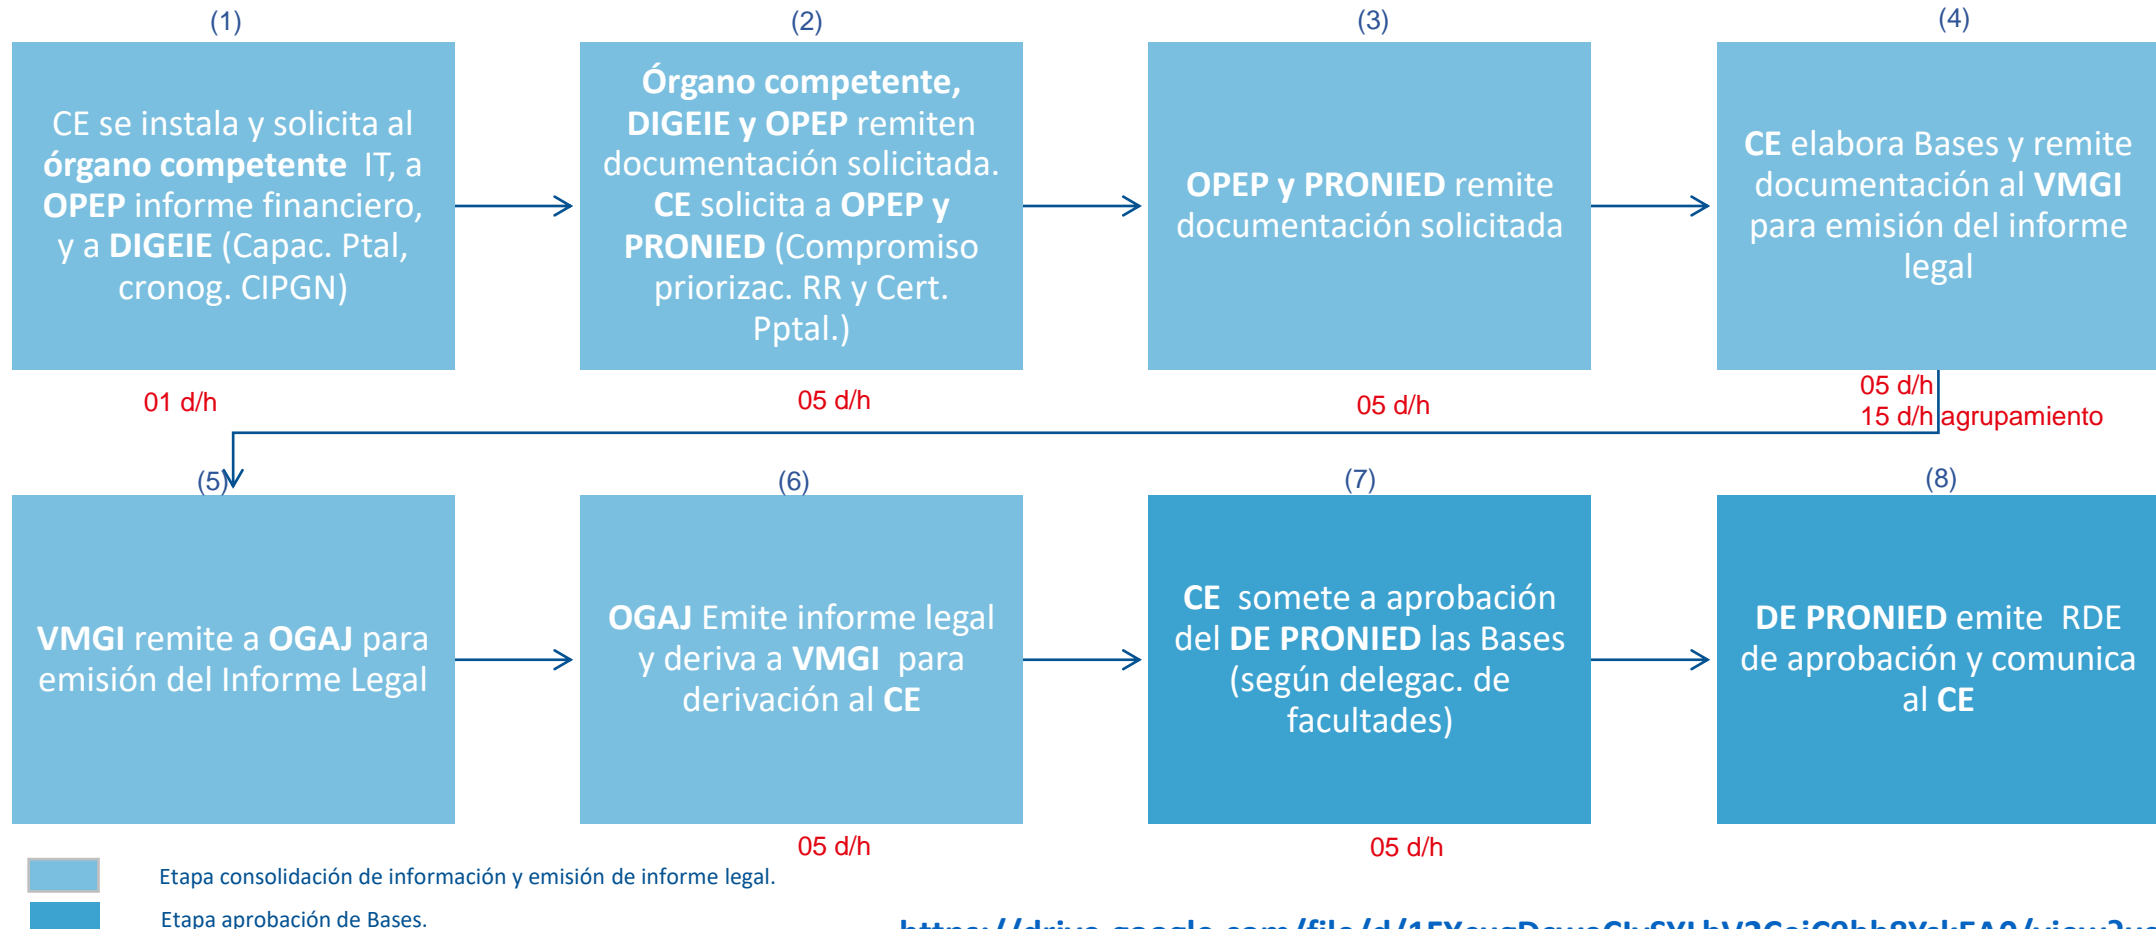 (1)
CE se instala y solicita al
órgano competente IT, a
OPEP informe financiero,
y a DIGEIE (Capac. Ptal,
cronog. CIPGN)
01 d/h
(2)
Órgano competente,
DIGEIE y OPEP remiten
documentación solicitada.
CE solicita a OPEP y
PRONIED (Compromiso
priorizac. RR y Cert.
Pptal.)
05 d/h
(3)
OPEP y PRONIED remite
documentación solicitada
05 d/h
(4)
CE elabora Bases y remite
documentación al VMGI
para emisión del informe
legal
05 d/h
15 d/h agrupamiento
(5)
VMGI remite a OGAJ para
emisión del Informe Legal
(6)
OGAJ Emite informe legal
y deriva a VMGI para
derivación al CE
05 d/h
(7)
CE somete a aprobación
del DE PRONIED las Bases
(según delegac. de
facultades)
05 d/h
(8)
DE PRONIED emite RDE
de aprobación y comunica
al CE
Etapa consolidación de información y emisión de informe legal.
Etapa aprobación de Bases.